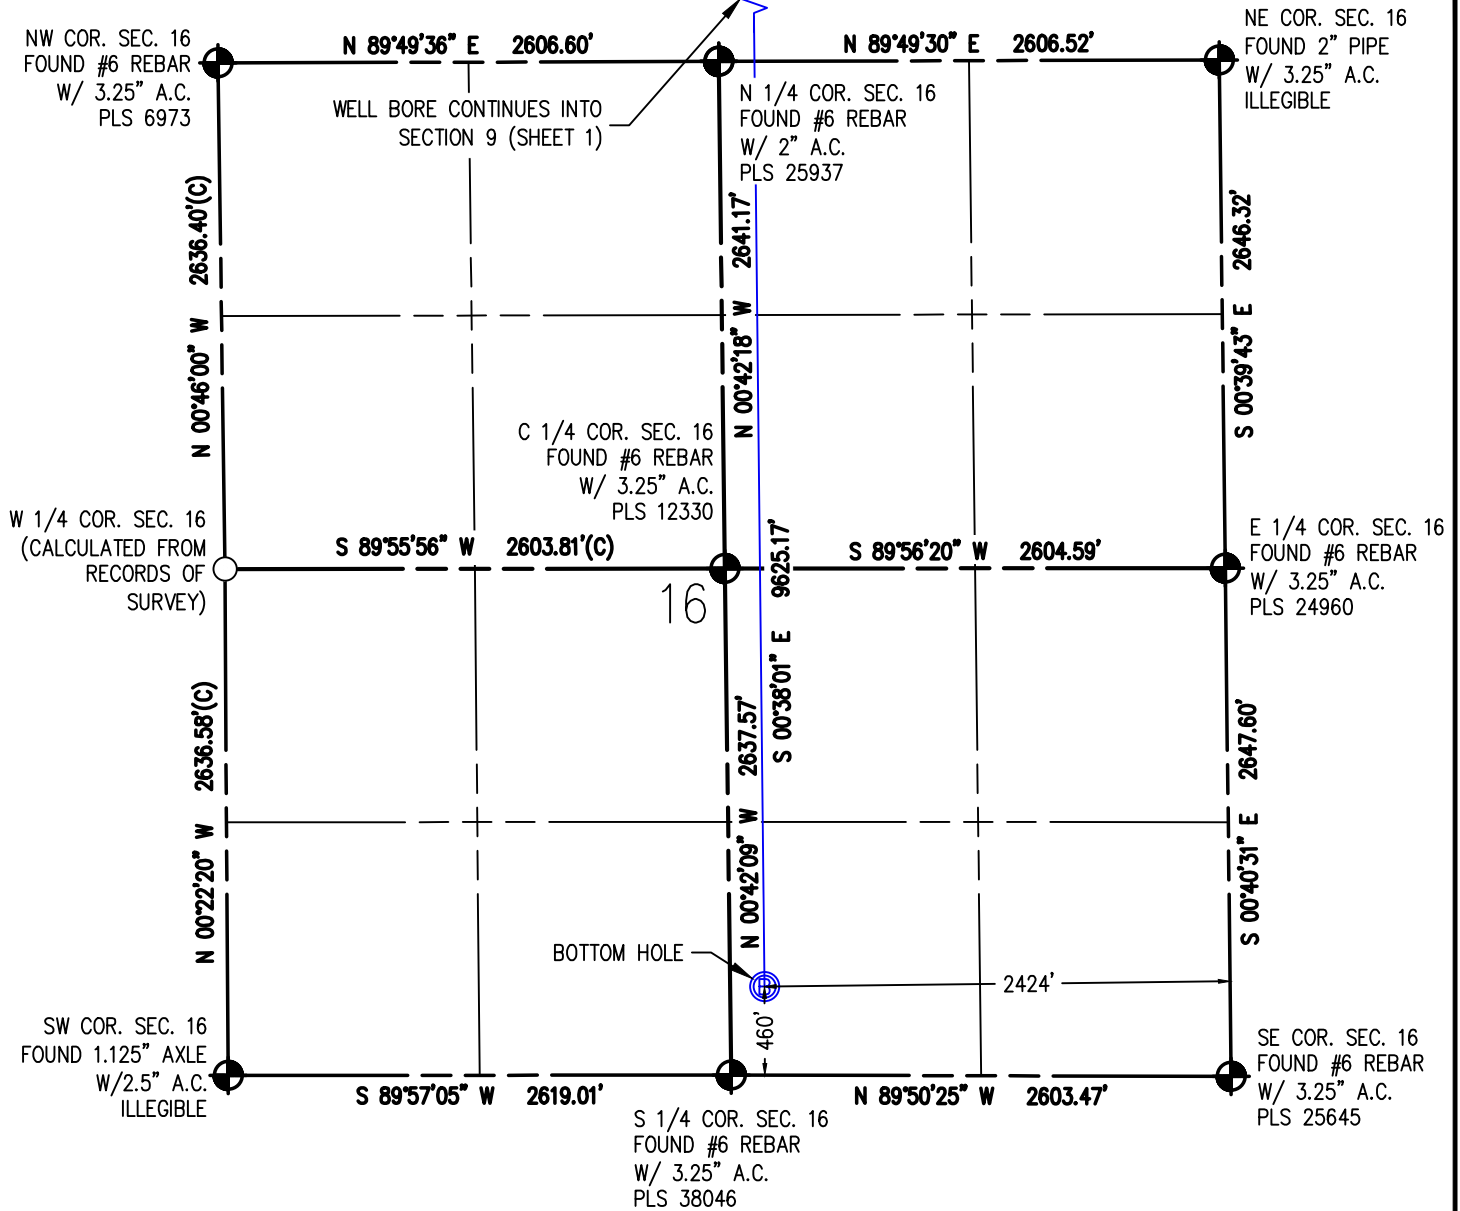 NW COR. SEC. 16
FOUND #6 REBAR
W/ 3.25" A.C.
PLS 6973
N 89°49'36" E 2606.60'
N 89°49'30" E 2606.52'
NE COR. SEC. 16
FOUND 2" PIPE
W/ 3.25" A.C.
ILLEGIBLE
WELL BORE CONTINUES INTO
SECTION 9 (SHEET 1)
N 1/4 COR. SEC. 16
FOUND #6 REBAR
W/ 2" A.C.
PLS 25937
N 00°46'00" W 2636.40'(C)
N 00°42'18" W 2641.17'
S 00°39'43" E 2646.32'
C 1/4 COR. SEC. 16
FOUND #6 REBAR
W/ 3.25" A.C.
PLS 12330
W 1/4 COR. SEC. 16
(CALCULATED FROM
RECORDS OF
SURVEY)
S 89°55'56" W 2603.81'(C)
S 89°56'20" W 2604.59'
E 1/4 COR. SEC. 16
FOUND #6 REBAR
W/ 3.25" A.C.
PLS 24960
16
S 00°38'01" E 9625.17'
N 00°22'20" W 2636.58'(C)
N 00°42'09" W 2637.57'
S 00°40'31" E 2647.60'
BOTTOM HOLE
B
2424'
460'
SW COR. SEC. 16
FOUND 1.125" AXLE
W/2.5" A.C.
ILLEGIBLE
S 89°57'05" W 2619.01'
N 89°50'25" W 2603.47'
SE COR. SEC. 16
FOUND #6 REBAR
W/ 3.25" A.C.
PLS 25645
S 1/4 COR. SEC. 16
FOUND #6 REBAR
W/ 3.25" A.C.
PLS 38046